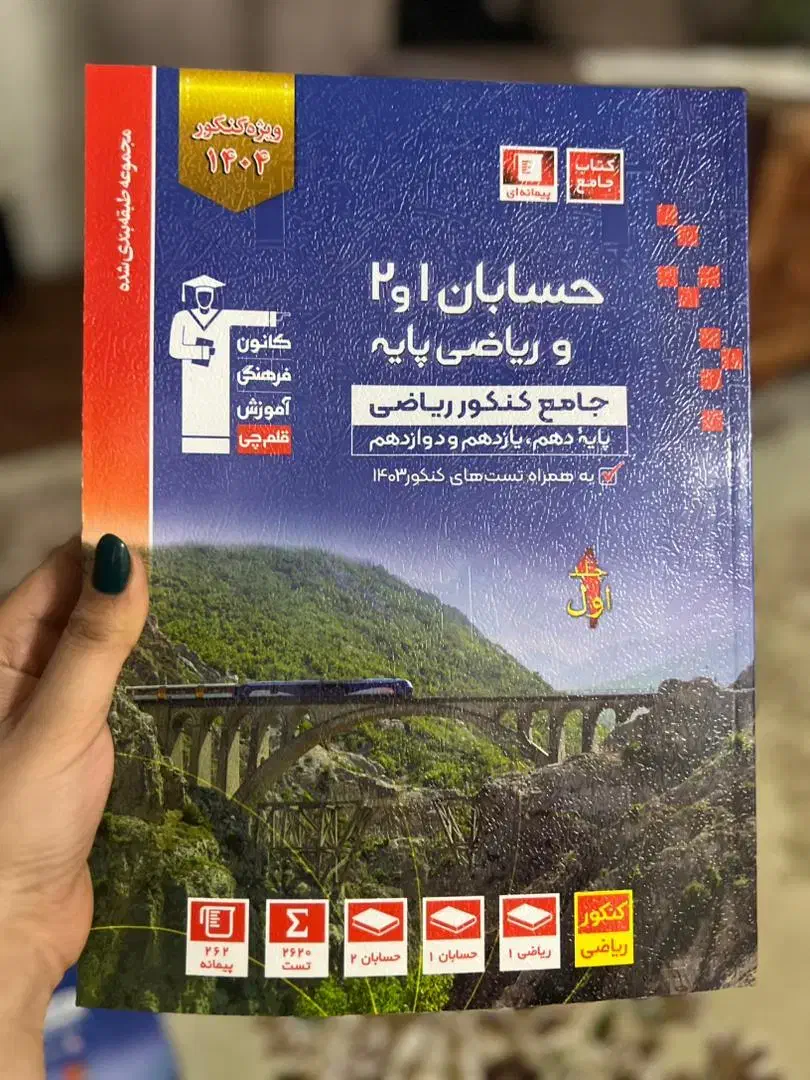 ویژه کنکور
۱۴۰۴
مجموعه طبقه‌بندی شده
کتاب
جامع
پیمانه‌ای
حسابان ۱ و ۲
و ریاضی پایه
جامع کنکور ریاضی
پایهٔ دهم، یازدهم و دوازدهم
به همراه تست‌های کنکور ۱۴۰۳
کانون
فرهنگی
آموزش
قلم‌چی
جلد
اول
کنکور
ریاضی
ریاضی ۱
حسابان ۱
حسابان ۲
۲۶۲۰
تست
۲۶۲
پیمانه